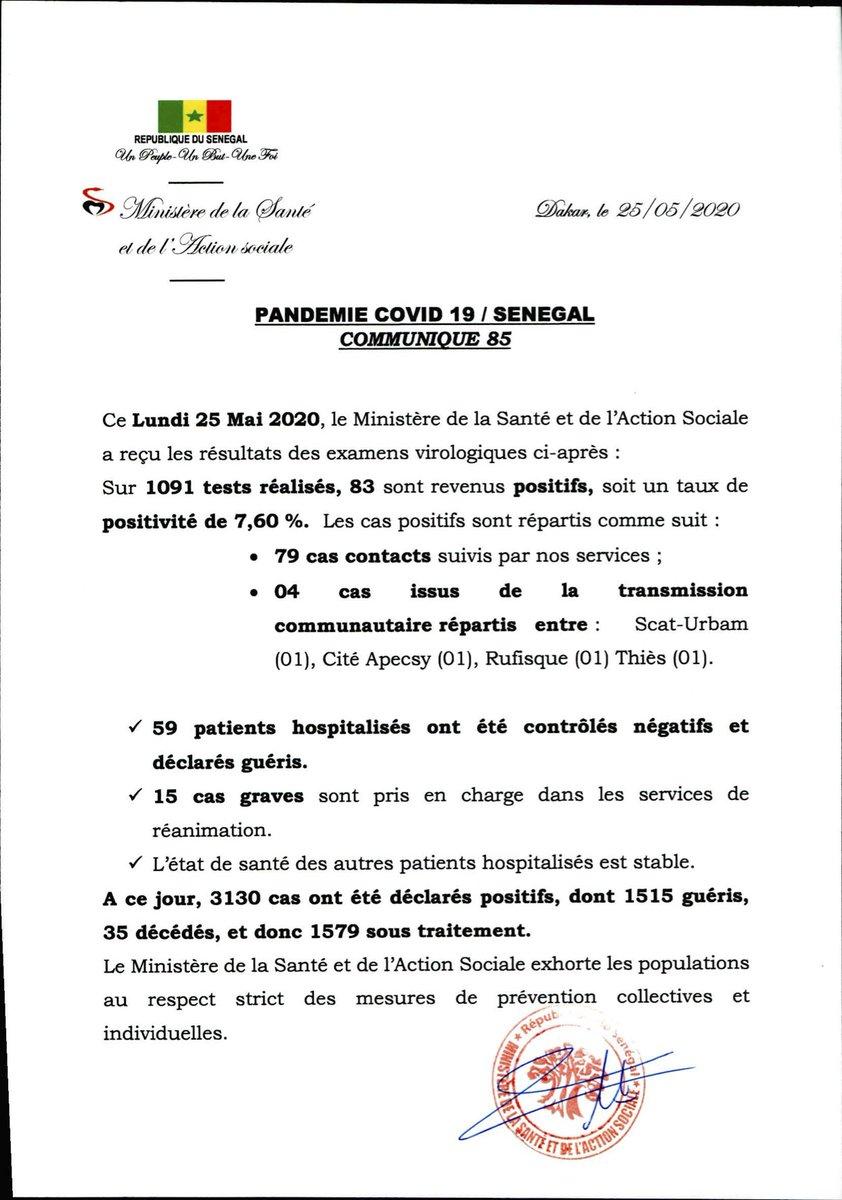 REPUBLIQUE DU SENEGAL
Un Peuple-Un But-Une Foi
Ministère de la Santé
et de l'Action sociale
Dakar, le 25/05/2020
PANDEMIE COVID 19 / SENEGAL
COMMUNIQUE 85
Ce Lundi 25 Mai 2020, le Ministère de la Santé et de l'Action Sociale
a reçu les résultats des examens virologiques ci-après :
Sur 1091 tests réalisés, 83 sont revenus positifs, soit un taux de
positivité de 7,60 %. Les cas positifs sont répartis comme suit :
• 79 cas contacts suivis par nos services ;
• 04 cas issus de la transmission
communautaire répartis entre : Scat-Urbam
(01), Cité Apecsy (01), Rufisque (01) Thiès (01).
✓ 59 patients hospitalisés ont été contrôlés négatifs et
déclarés guéris.
✓ 15 cas graves sont pris en charge dans les services de
réanimation.
✓ L'état de santé des autres patients hospitalisés est stable.
A ce jour, 3130 cas ont été déclarés positifs, dont 1515 guéris,
35 décédés, et donc 1579 sous traitement.
Le Ministère de la Santé et de l'Action Sociale exhorte les populations
au respect strict des mesures de prévention collectives et
individuelles.
DE LA SANTÉ ET DE L'ACTION SOCIALE